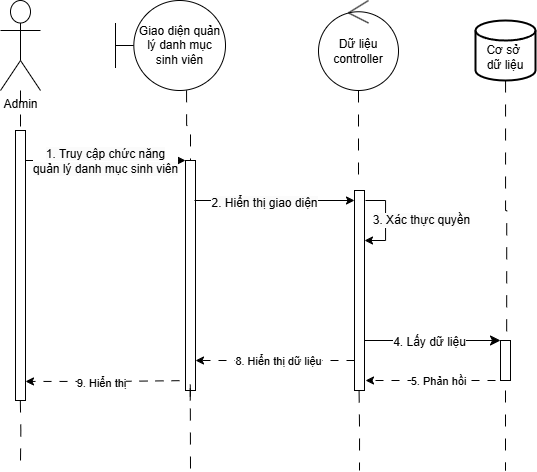 Giao diện quản
lý danh mục
sinh viên
Dữ liệu
controller
Cơ sở
dữ liệu
Admin
1. Truy cập chức năng
quản lý danh mục sinh viên
2. Hiển thị giao diện
3. Xác thực quyền
4. Lấy dữ liệu
8. Hiển thị dữ liệu
5. Phản hồi
9. Hiển thị